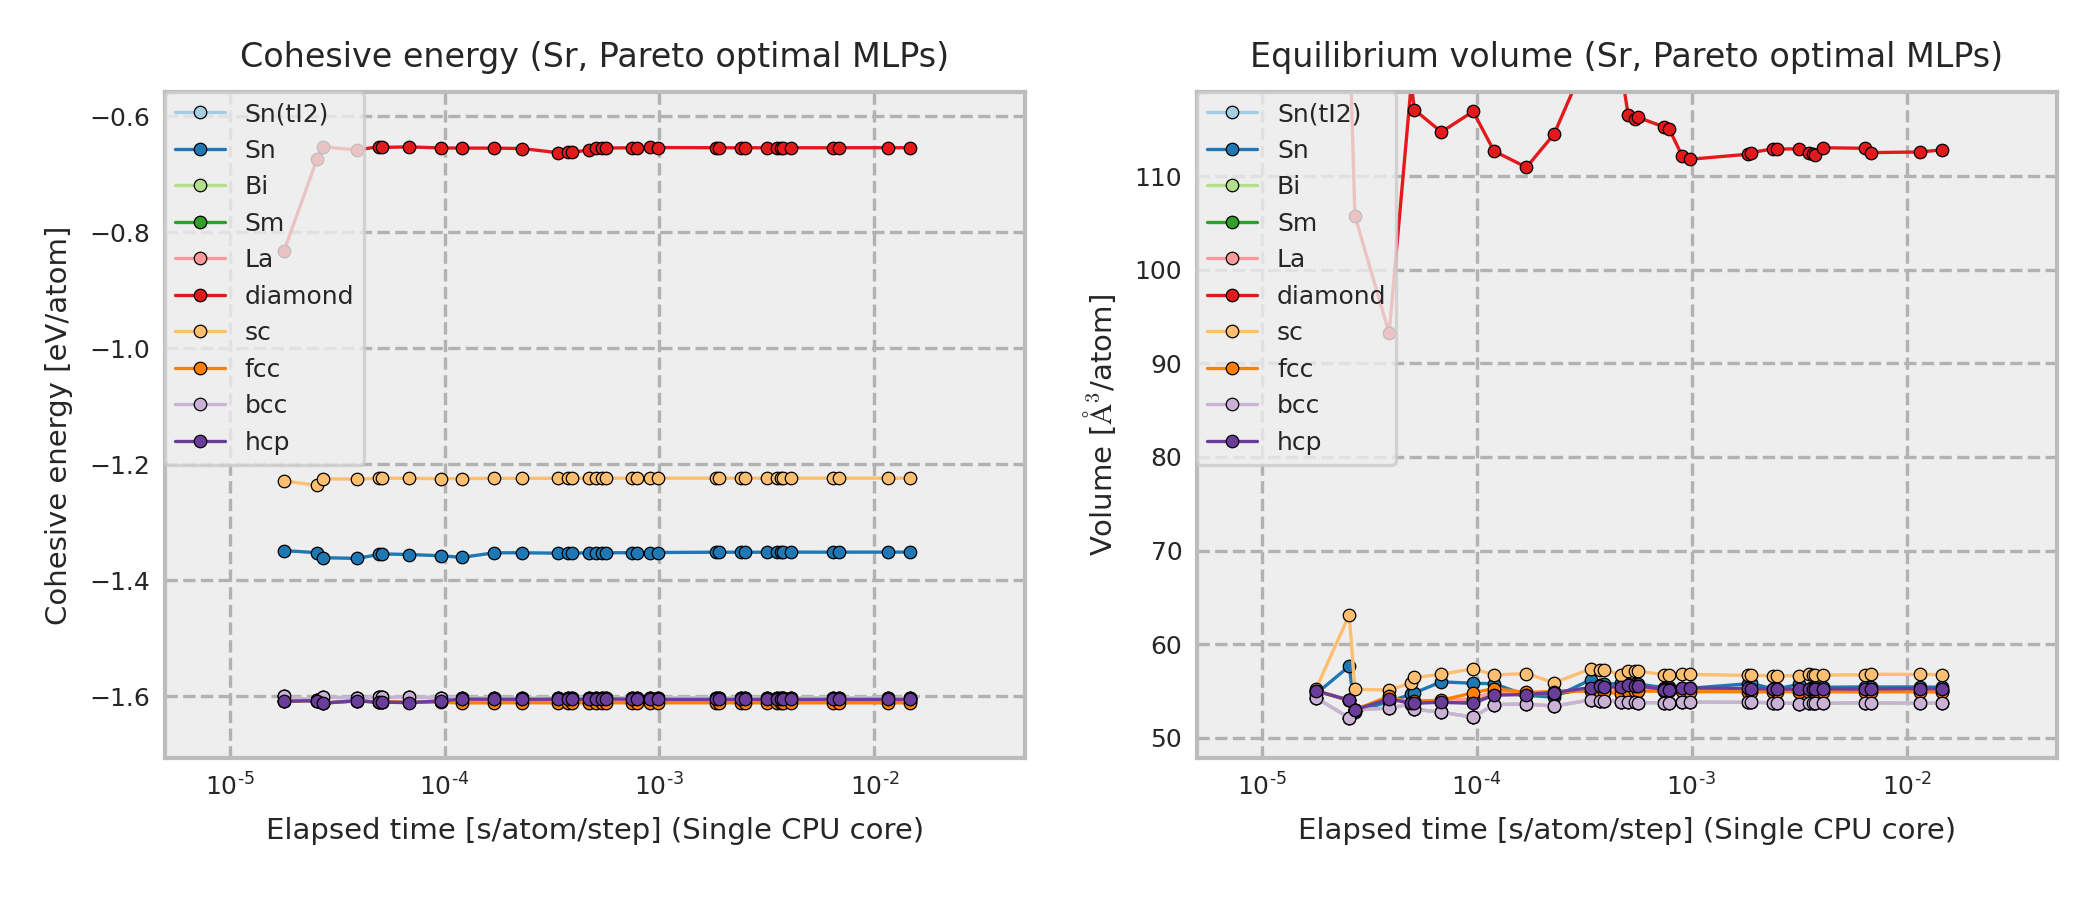 Cohesive energy (Sr, Pareto optimal MLPs)
Cohesive energy [eV/atom]
−0.6
−0.8
−1.0
−1.2
−1.4
−1.6
Sn(tI2)
Sn
Bi
Sm
La
diamond
sc
fcc
bcc
hcp
10⁻⁵ 10⁻⁴ 10⁻³ 10⁻²
Elapsed time [s/atom/step] (Single CPU core)
Equilibrium volume (Sr, Pareto optimal MLPs)
Volume [Å³/atom]
110
100
90
80
70
60
50
Sn(tI2)
Sn
Bi
Sm
La
diamond
sc
fcc
bcc
hcp
10⁻⁵ 10⁻⁴ 10⁻³ 10⁻²
Elapsed time [s/atom/step] (Single CPU core)